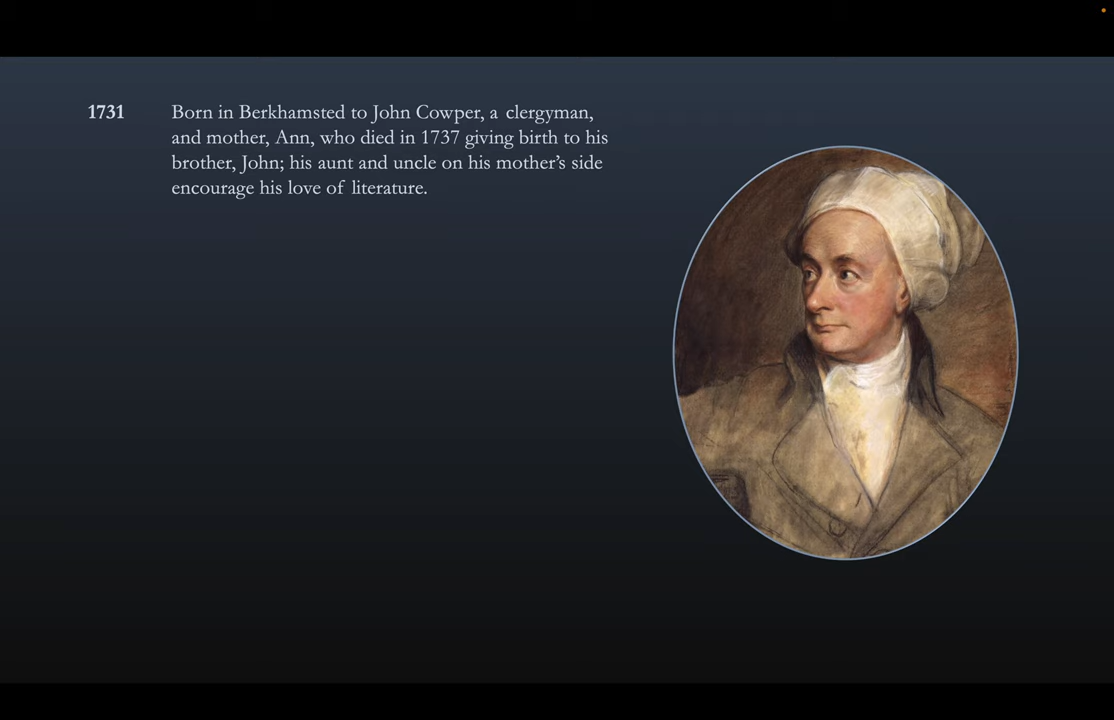 1731 Born in Berkhamsted to John Cowper, a clergyman,
and mother, Ann, who died in 1737 giving birth to his
brother, John; his aunt and uncle on his mother’s side
encourage his love of literature.